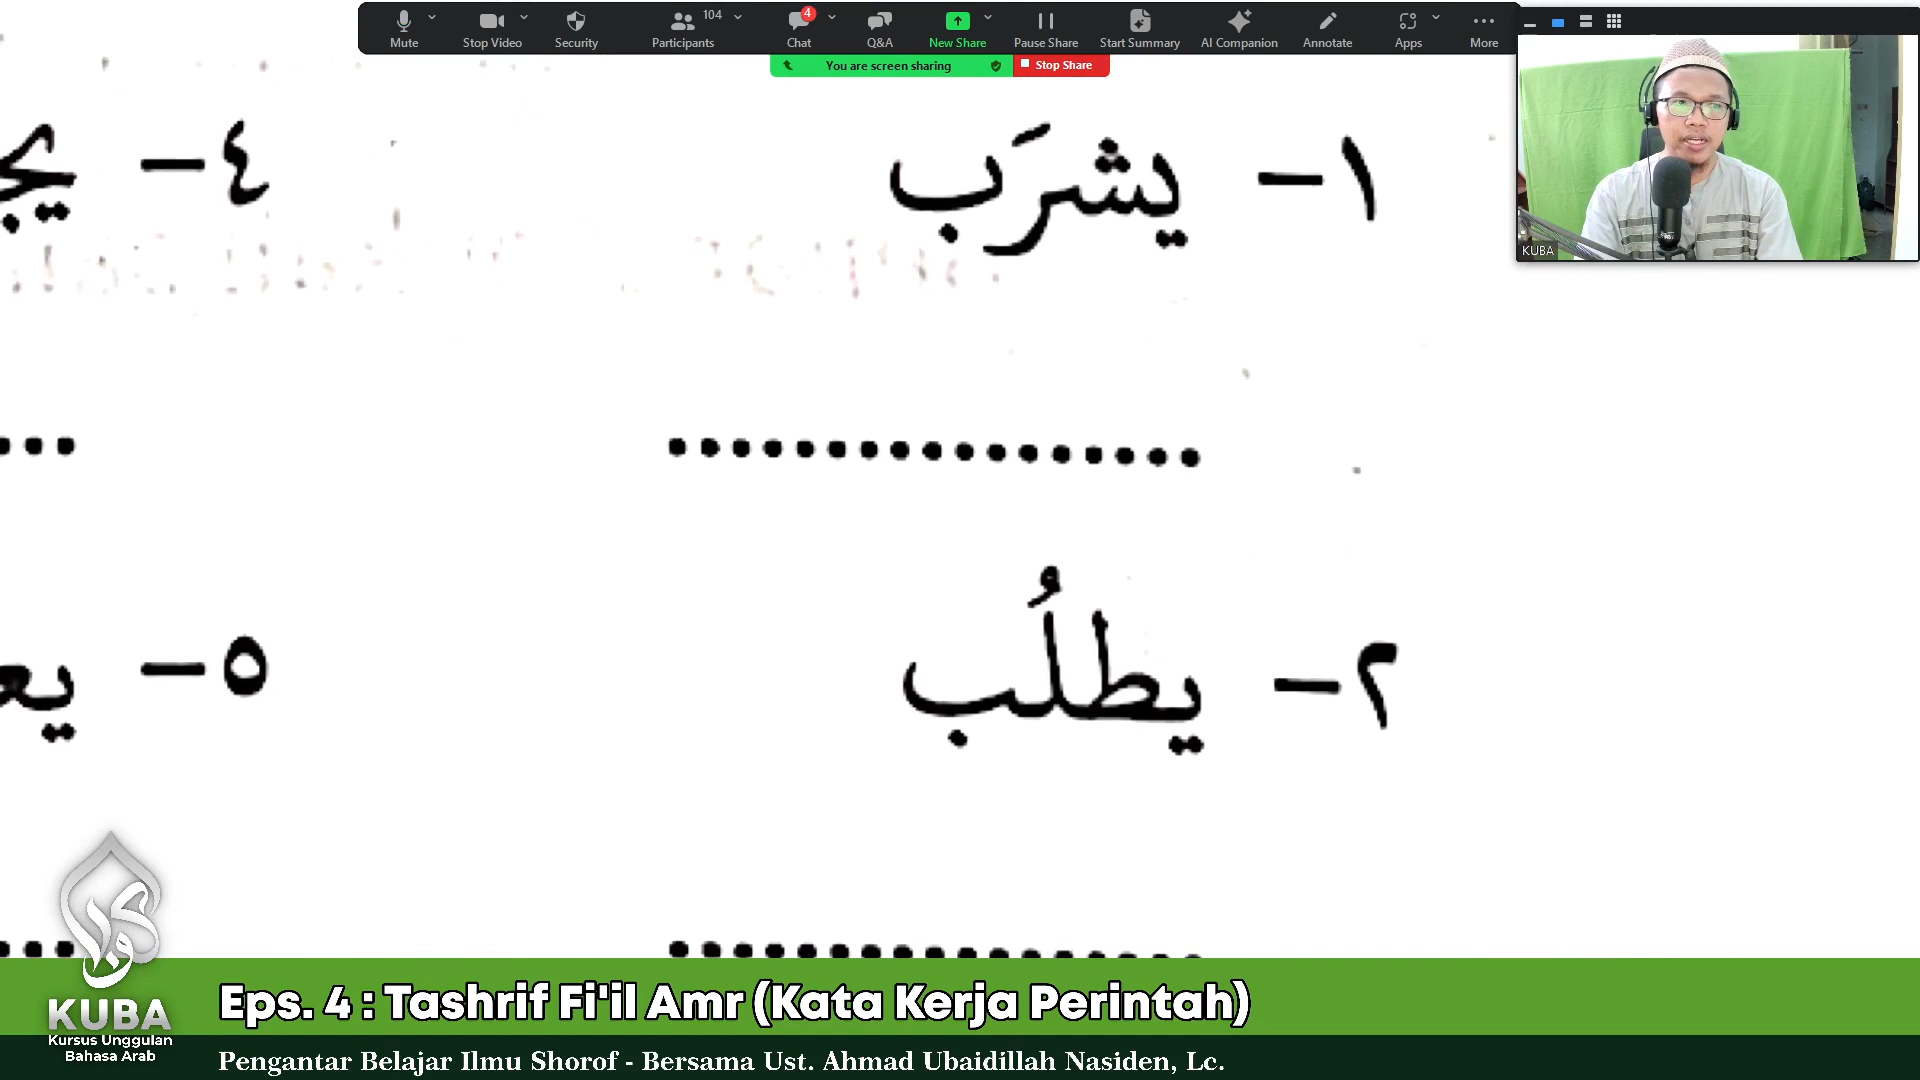 Mute
Stop Video
Security
Participants
104
Chat
4
Q&A
New Share
Pause Share
Start Summary
AI Companion
Annotate
Apps
More
You are screen sharing
Stop Share
KUBA
١- يشرَب
٤-
.................
٢- يطلُب
٥-
.................
KUBA
Kursus Unggulan
Bahasa Arab
Eps. 4 : Tashrif Fi'il Amr (Kata Kerja Perintah)
Pengantar Belajar Ilmu Shorof - Bersama Ust. Ahmad Ubaidillah Nasiden, Lc.